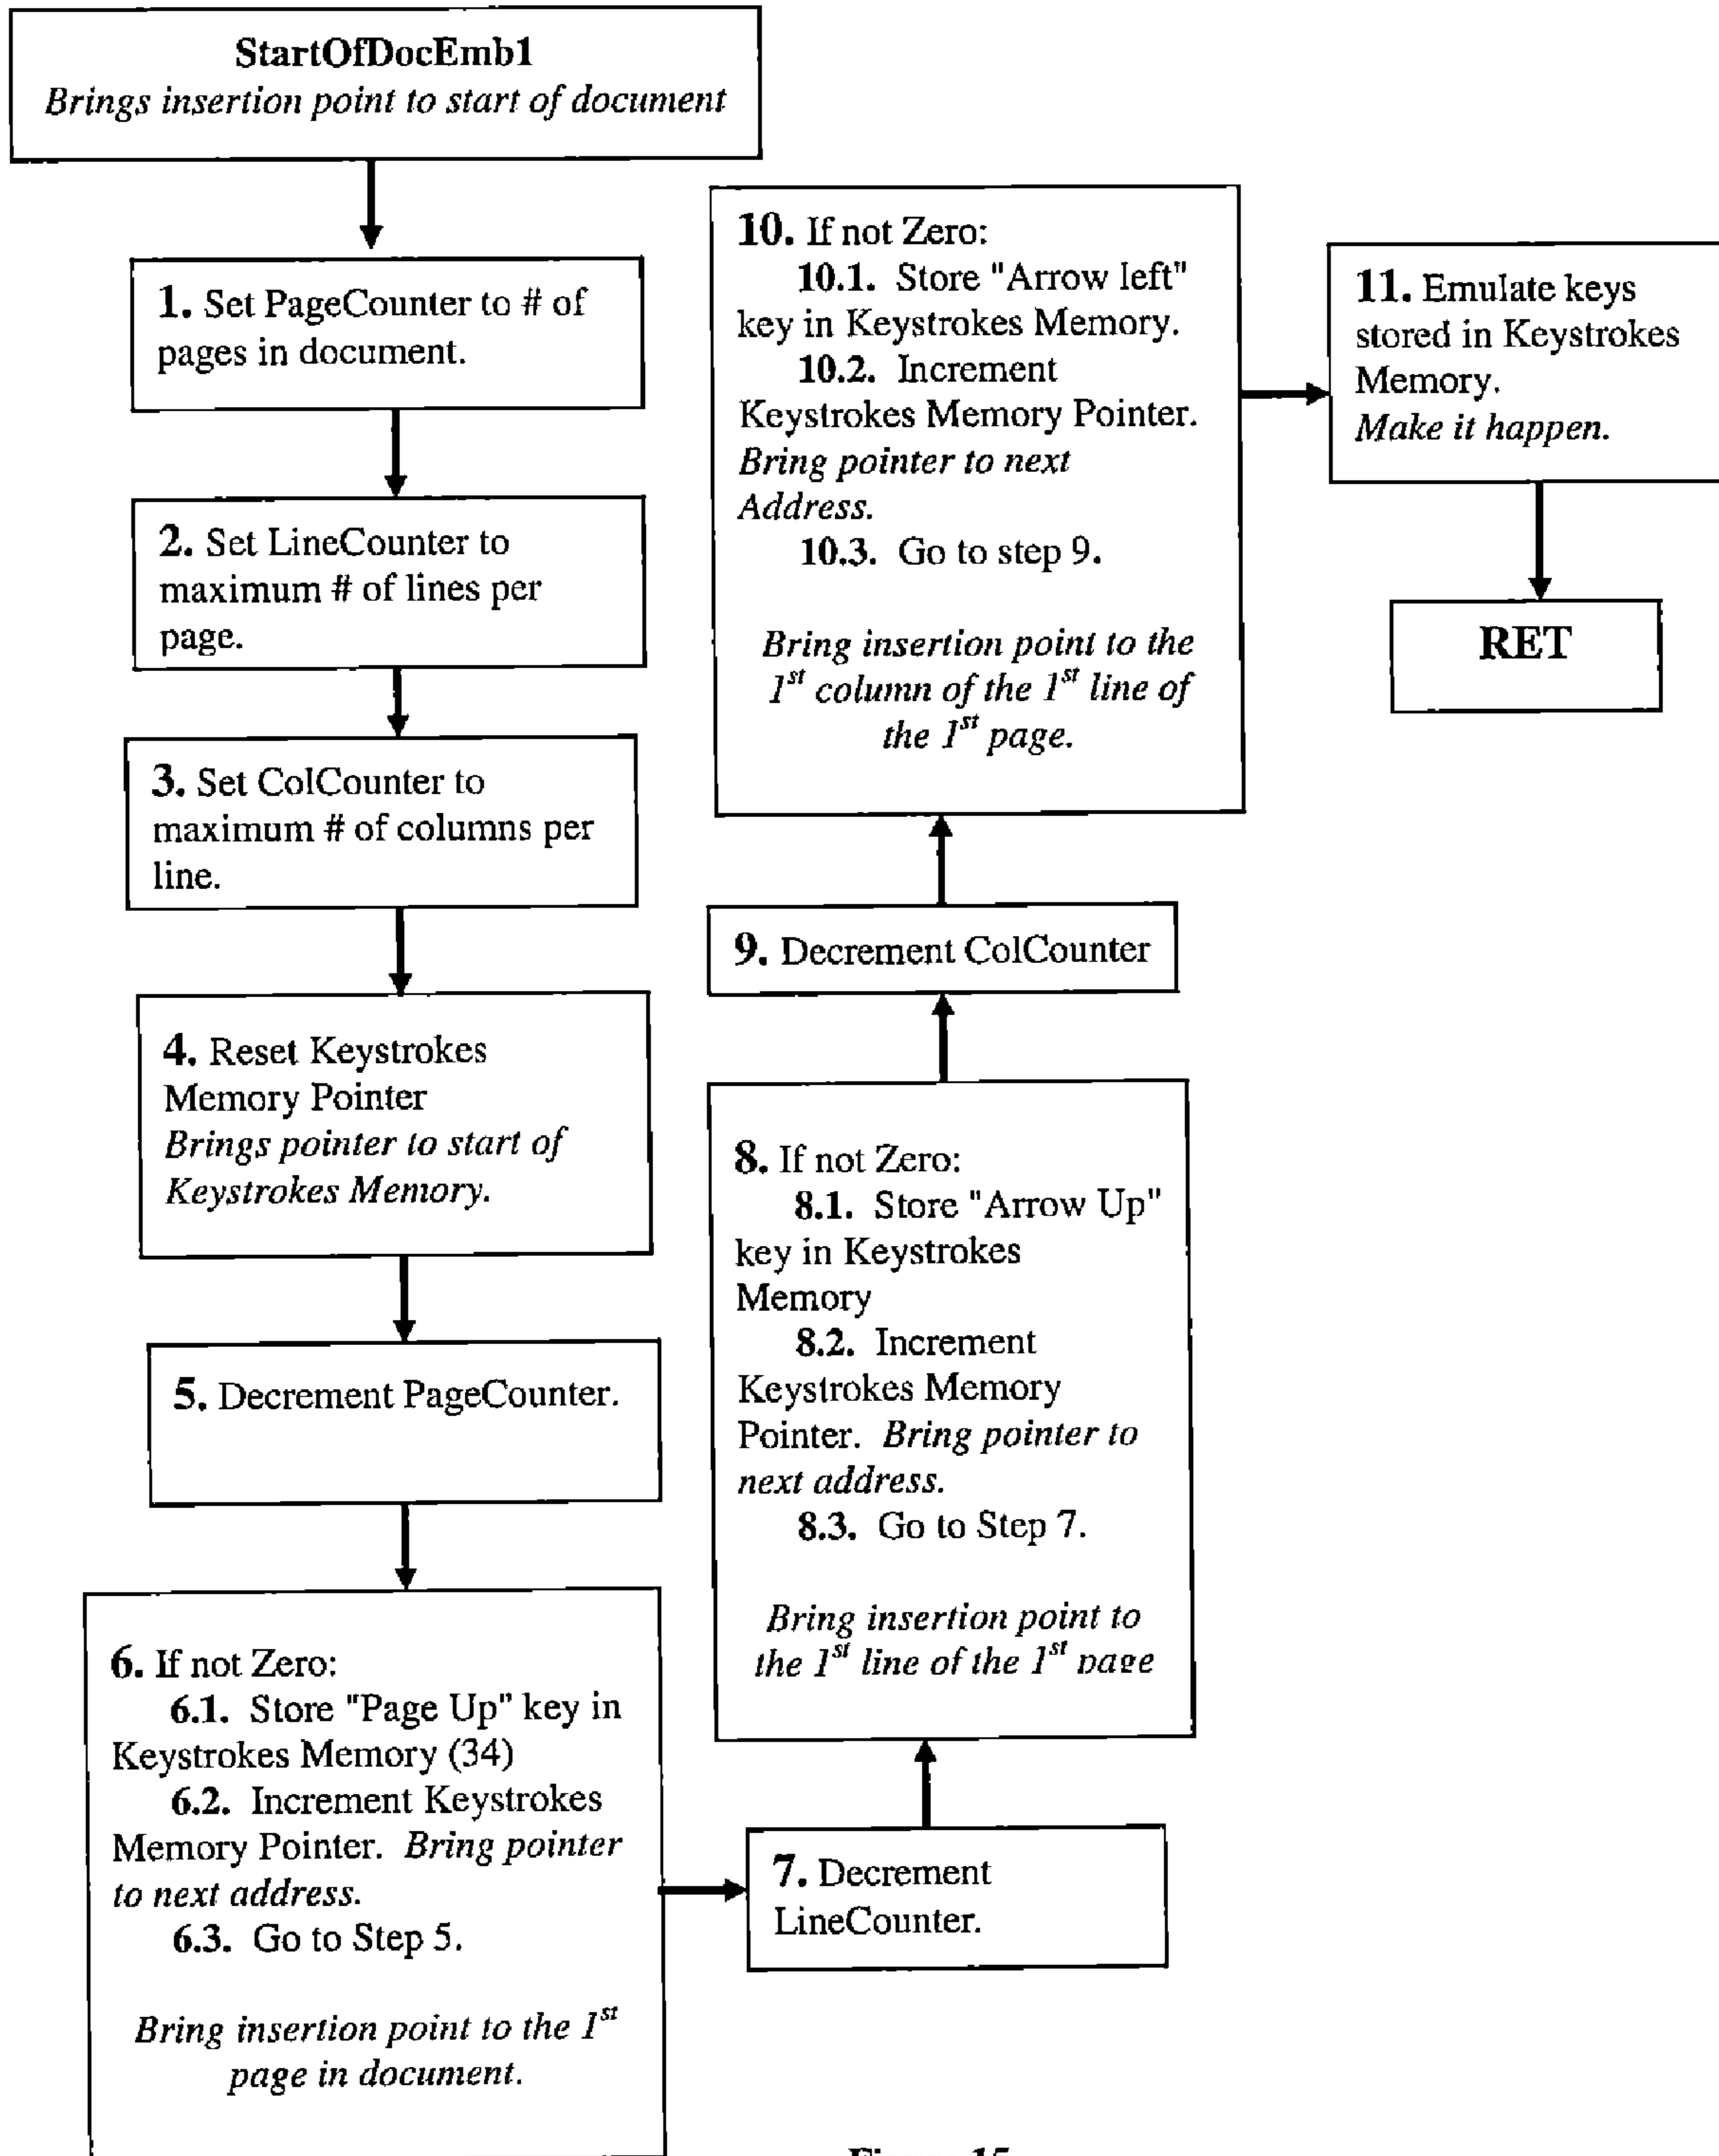 StartOfDocEmb1
Brings insertion point to start of document
1. Set PageCounter to # of
pages in document.
2. Set LineCounter to
maximum # of lines per
page.
3. Set ColCounter to
maximum # of columns per
line.
4. Reset Keystrokes
Memory Pointer
Brings pointer to start of
Keystrokes Memory.
5. Decrement PageCounter.
6. If not Zero:
6.1. Store "Page Up" key in
Keystrokes Memory (34)
6.2. Increment Keystrokes
Memory Pointer. Bring pointer
to next address.
6.3. Go to Step 5.
Bring insertion point to the 1st
page in document.
7. Decrement
LineCounter.
8. If not Zero:
8.1. Store "Arrow Up"
key in Keystrokes
Memory
8.2. Increment
Keystrokes Memory
Pointer. Bring pointer to
next address.
8.3. Go to Step 7.
Bring insertion point to
the 1st line of the 1st page
9. Decrement ColCounter
10. If not Zero:
10.1. Store "Arrow left"
key in Keystrokes Memory.
10.2. Increment
Keystrokes Memory Pointer.
Bring pointer to next
Address.
10.3. Go to step 9.
Bring insertion point to the
1st column of the 1st line of
the 1st page.
11. Emulate keys
stored in Keystrokes
Memory.
Make it happen.
RET
Figure 15